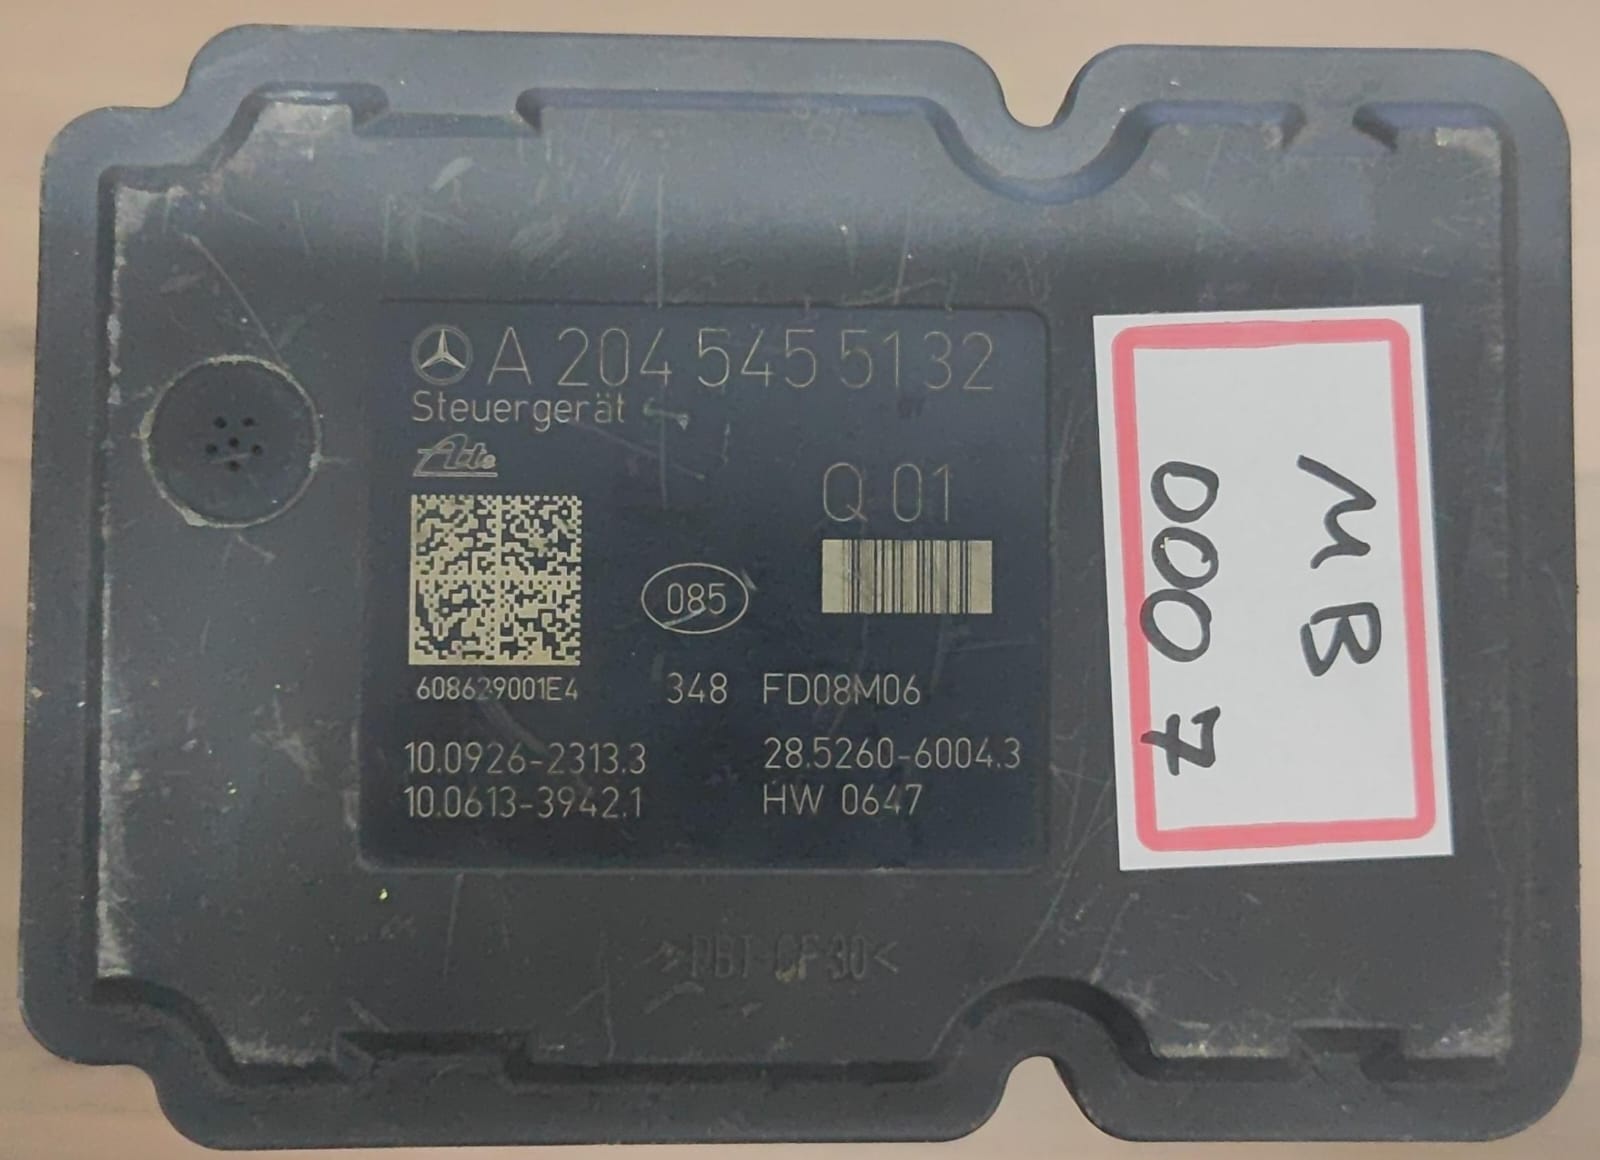 A 204 545 51 32
Steuergerät
Ate
Q 01
085
608629001E4
348 FD08M06
10.0926-2313.3 28.5260-6004.3
10.0613-3942.1 HW 0647
>PBT-GF30<
MB
0007